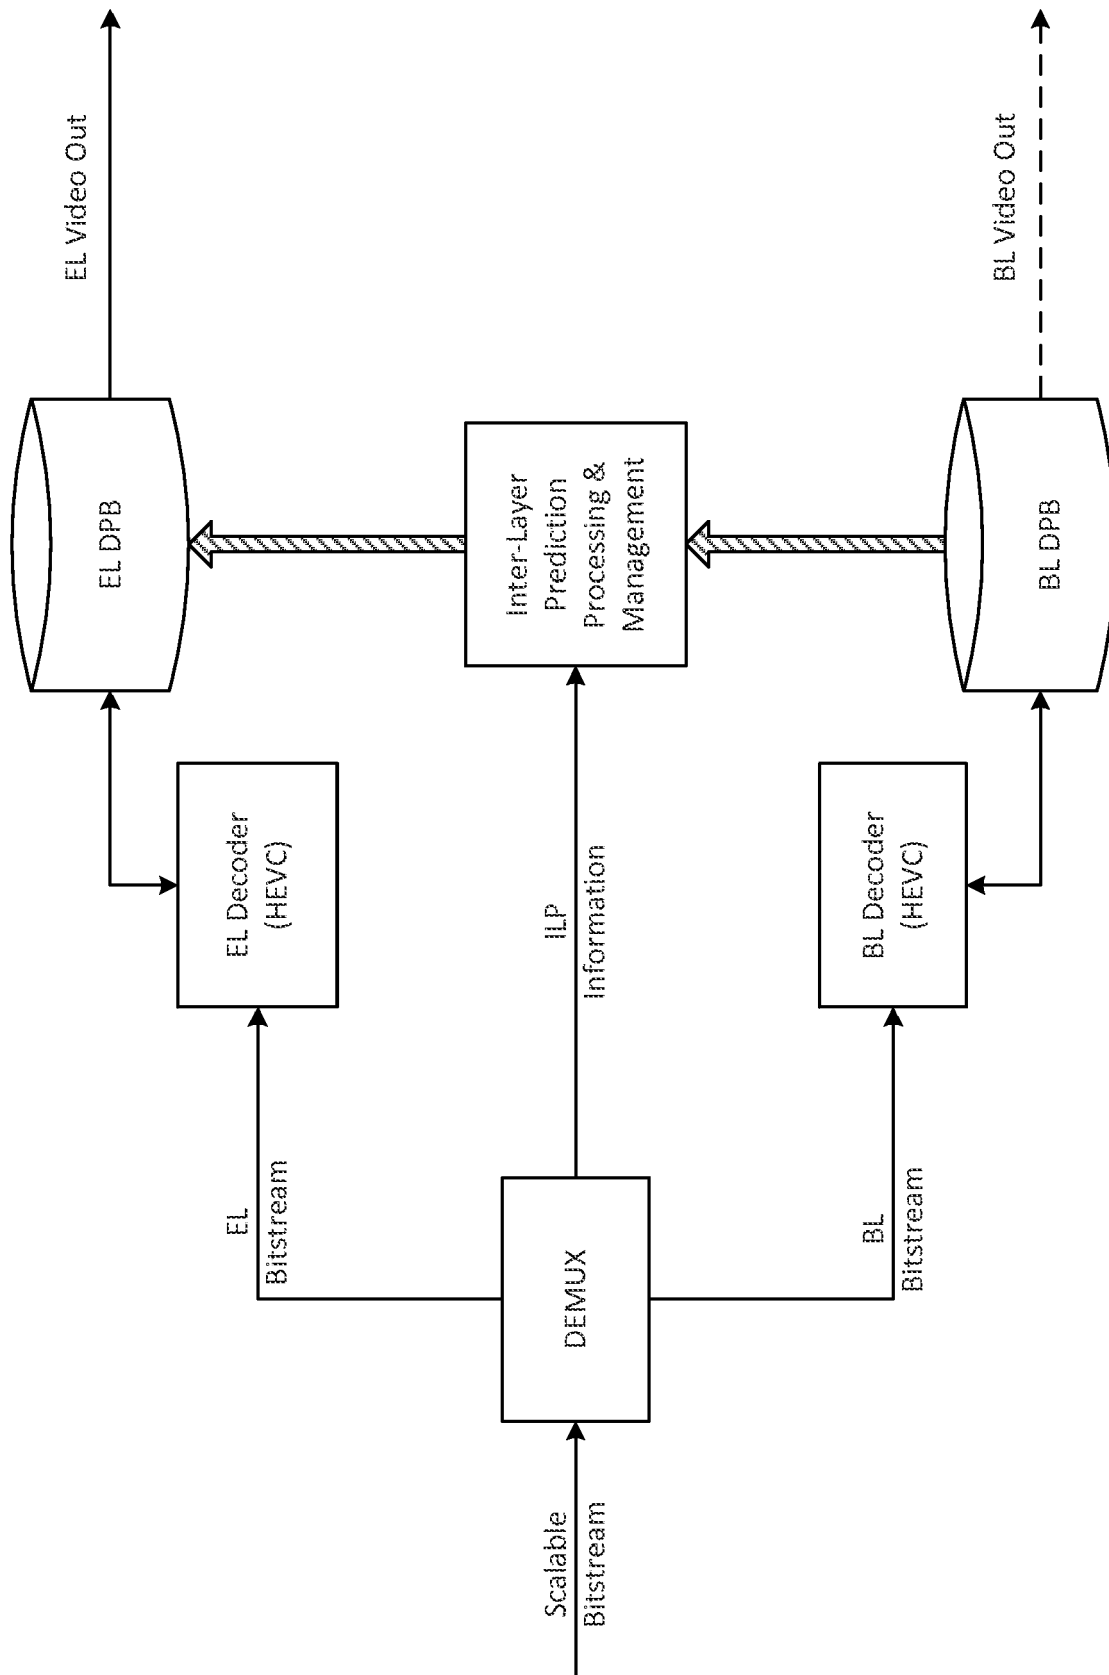 Scalable
Bitstream
DEMUX
EL
Bitstream
EL Decoder
(HEVC)
EL DPB
EL Video Out
ILP
Information
Inter-Layer
Prediction
Processing &
Management
BL
Bitstream
BL Decoder
(HEVC)
BL DPB
BL Video Out